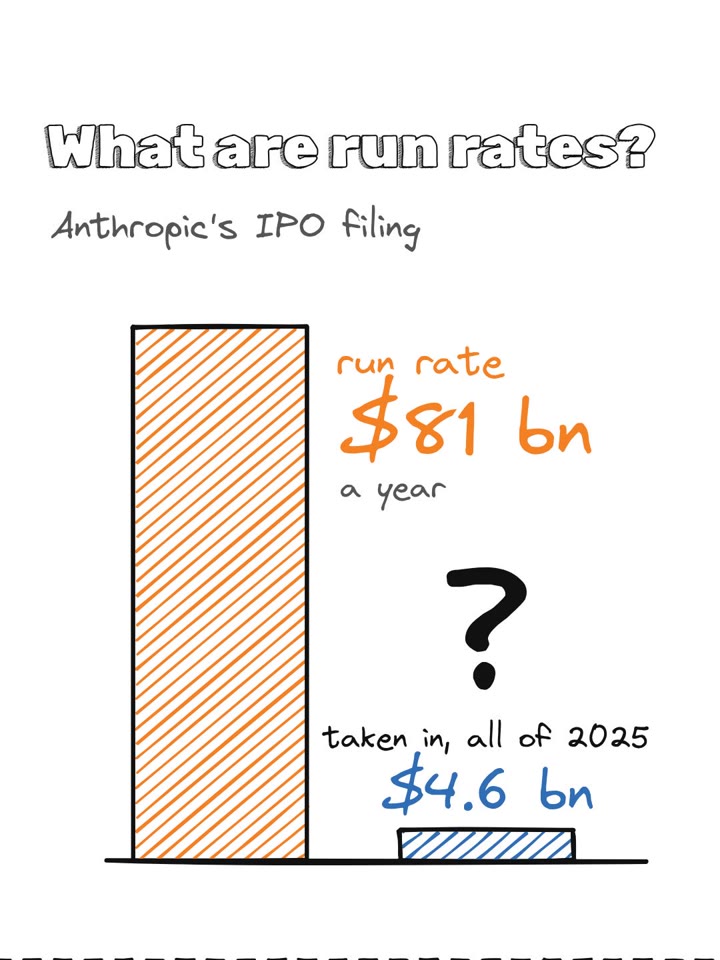 What are run rates?
Anthropic's IPO filing
run rate
$81 bn
a year
?
taken in, all of 2025
$4.6 bn